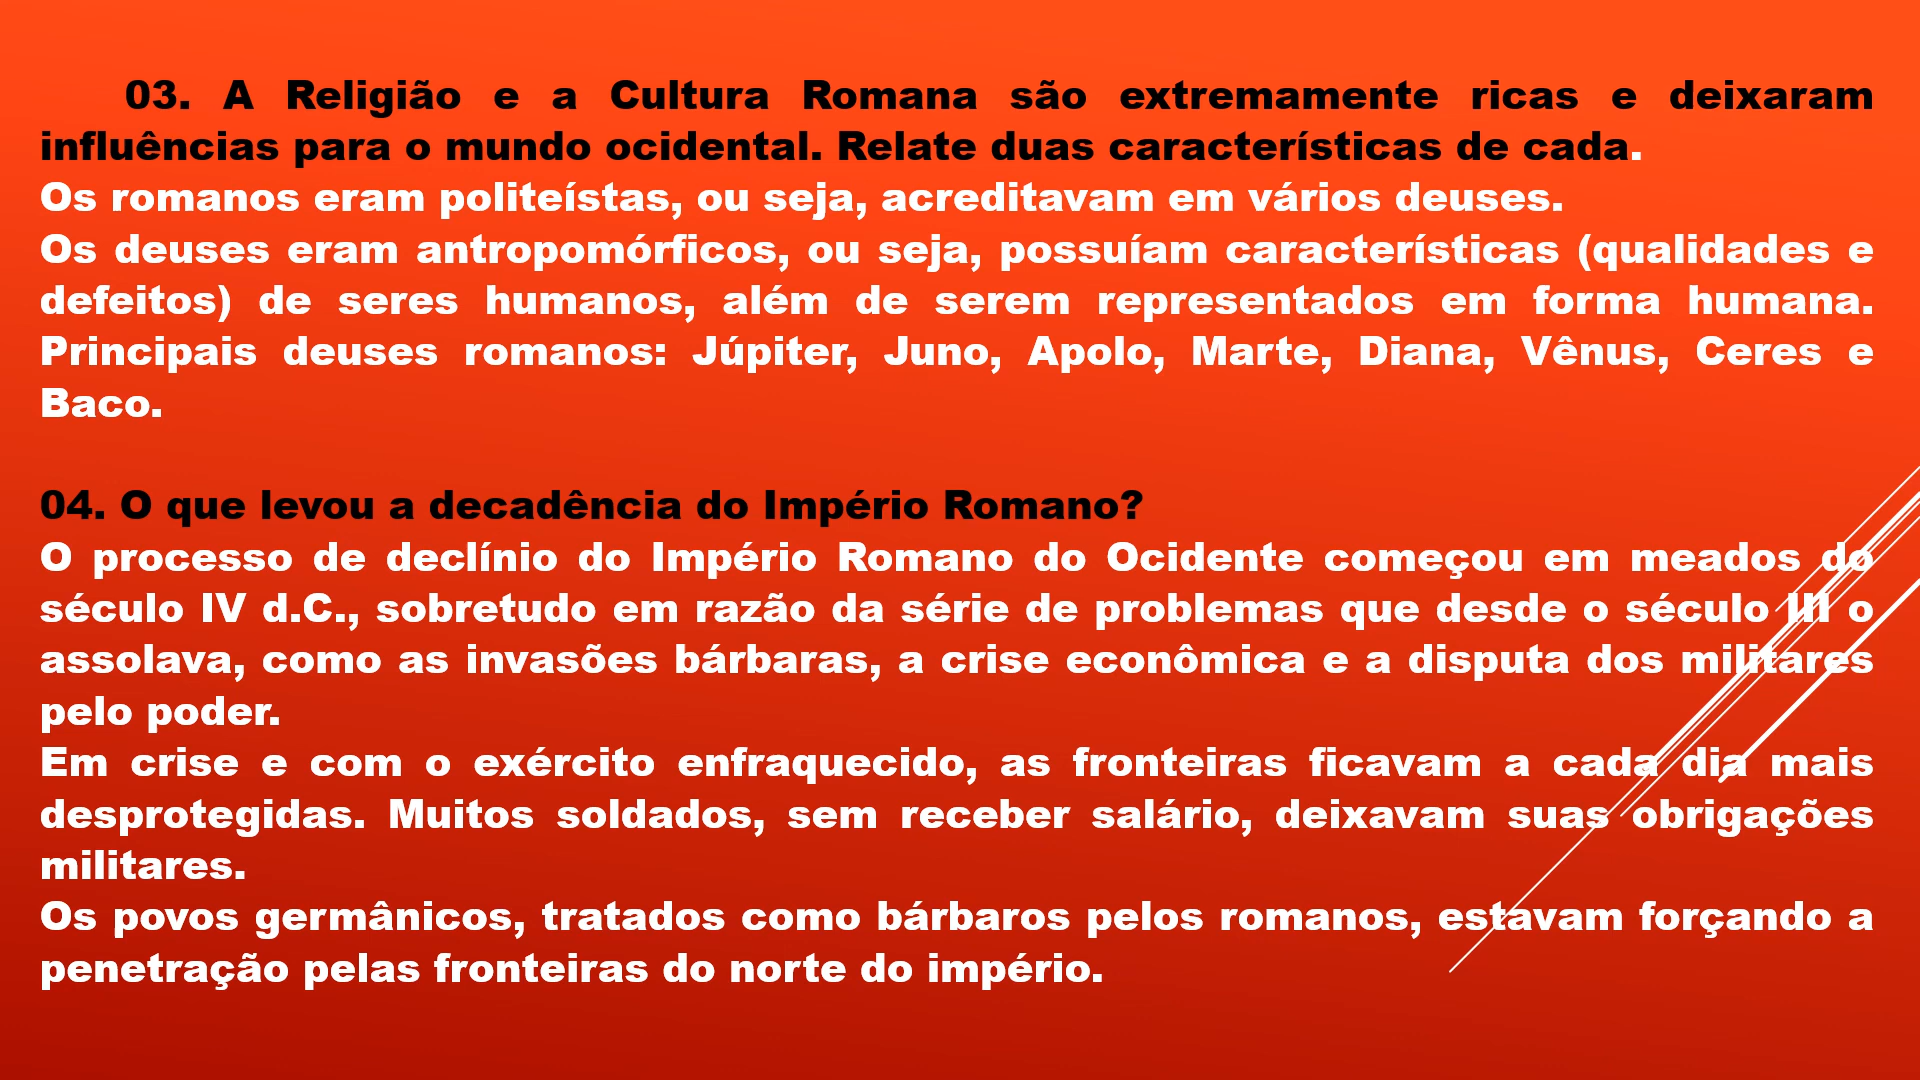 03. A Religião e a Cultura Romana são extremamente ricas e deixaram
influências para o mundo ocidental. Relate duas características de cada.
Os romanos eram politeístas, ou seja, acreditavam em vários deuses.
Os deuses eram antropomórficos, ou seja, possuíam características (qualidades e
defeitos) de seres humanos, além de serem representados em forma humana.
Principais deuses romanos: Júpiter, Juno, Apolo, Marte, Diana, Vênus, Ceres e
Baco.
04. O que levou a decadência do Império Romano?
O processo de declínio do Império Romano do Ocidente começou em meados do
século IV d.C., sobretudo em razão da série de problemas que desde o século III o
assolava, como as invasões bárbaras, a crise econômica e a disputa dos militares
pelo poder.
Em crise e com o exército enfraquecido, as fronteiras ficavam a cada dia mais
desprotegidas. Muitos soldados, sem receber salário, deixavam suas obrigações
militares.
Os povos germânicos, tratados como bárbaros pelos romanos, estavam forçando a
penetração pelas fronteiras do norte do império.